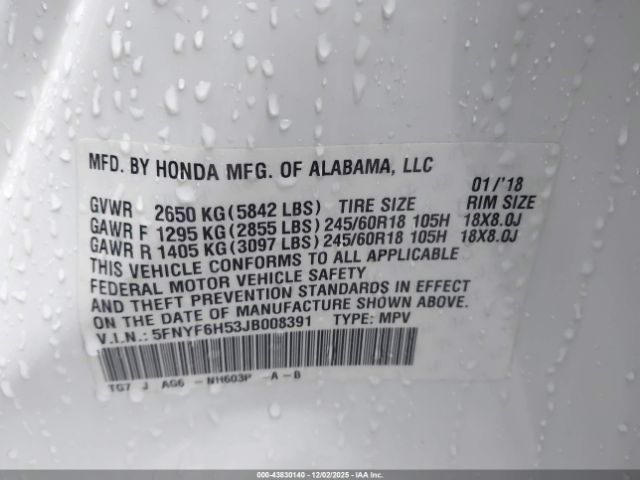 MFD. BY HONDA MFG. OF ALABAMA, LLC
01/'18
GVWR 2650 KG(5842 LBS) TIRE SIZE RIM SIZE
GAWR F 1295 KG(2855 LBS)245/60R18 105H 18X8.0J
GAWR R 1405 KG(3097 LBS)245/60R18 105H 18X8.0J
THIS VEHICLE CONFORMS TO ALL APPLICABLE
FEDERAL MOTOR VEHICLE SAFETY
AND THEFT PREVENTION STANDARDS IN EFFECT
ON THE DATE OF MANUFACTURE SHOWN ABOVE.
V.I.N.: 5FNYF6H53JB008391 TYPE: MPV
TG7 J AG6 -NH603P -A-B
000-43830140 - 12/02/2025 - IAAI.COM